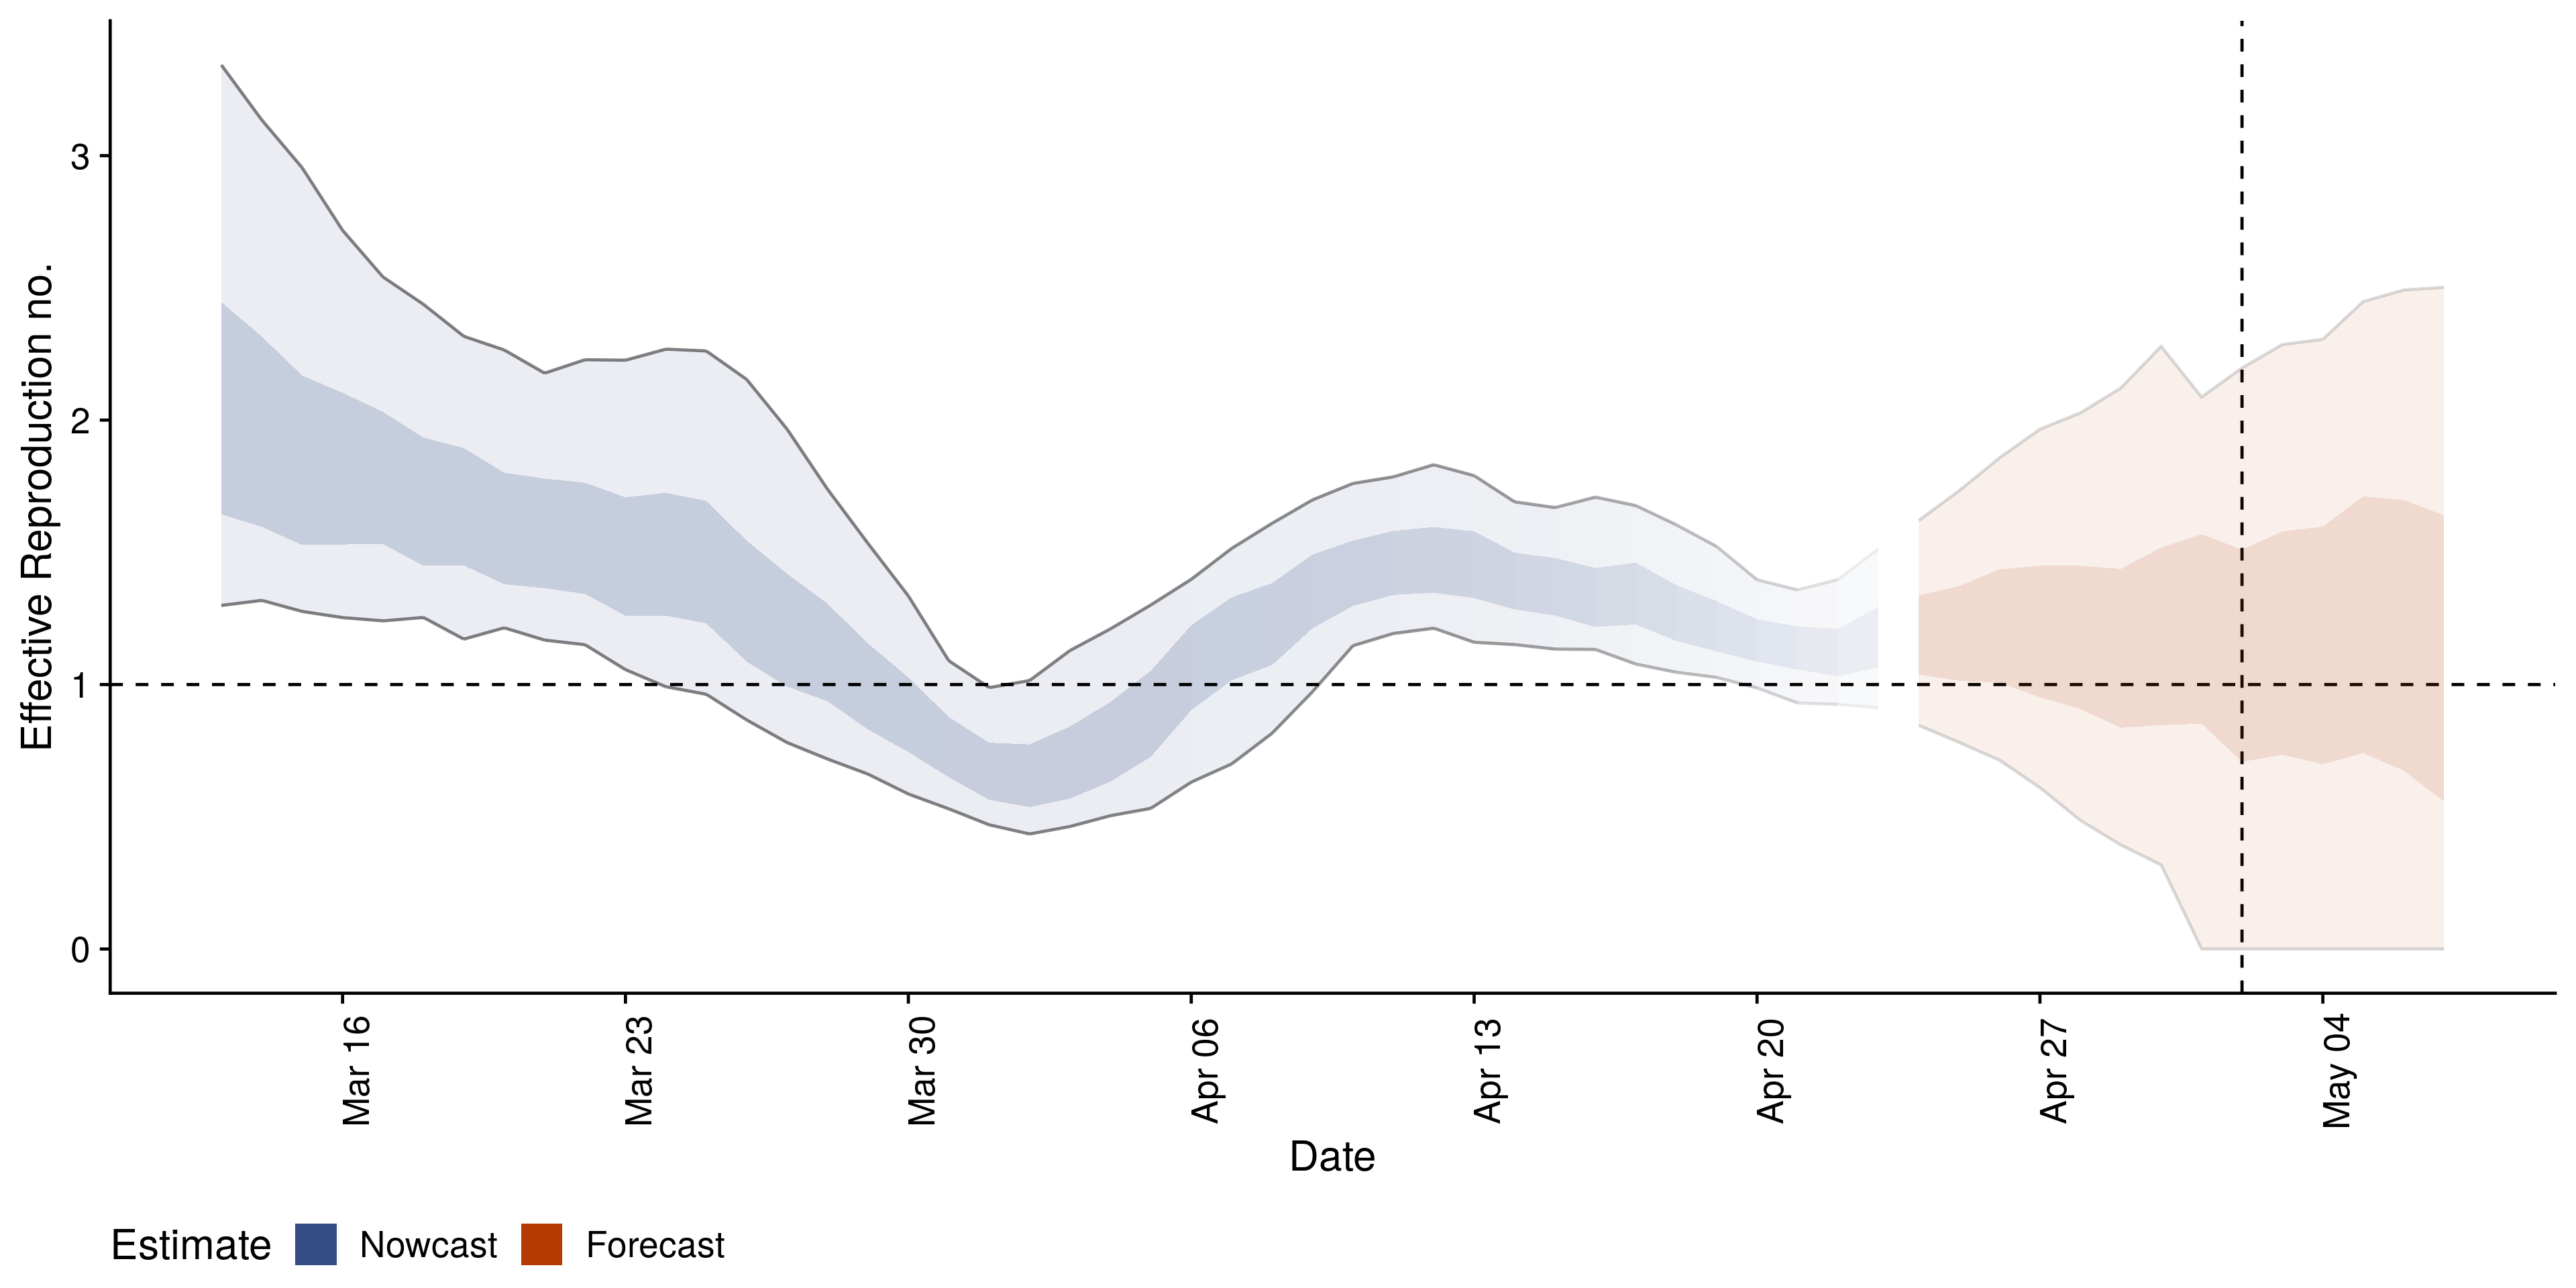 Effective Reproduction no.
3
2
1
0
Mar 16
Mar 23
Mar 30
Apr 06
Apr 13
Apr 20
Apr 27
May 04
Date
Estimate Nowcast Forecast